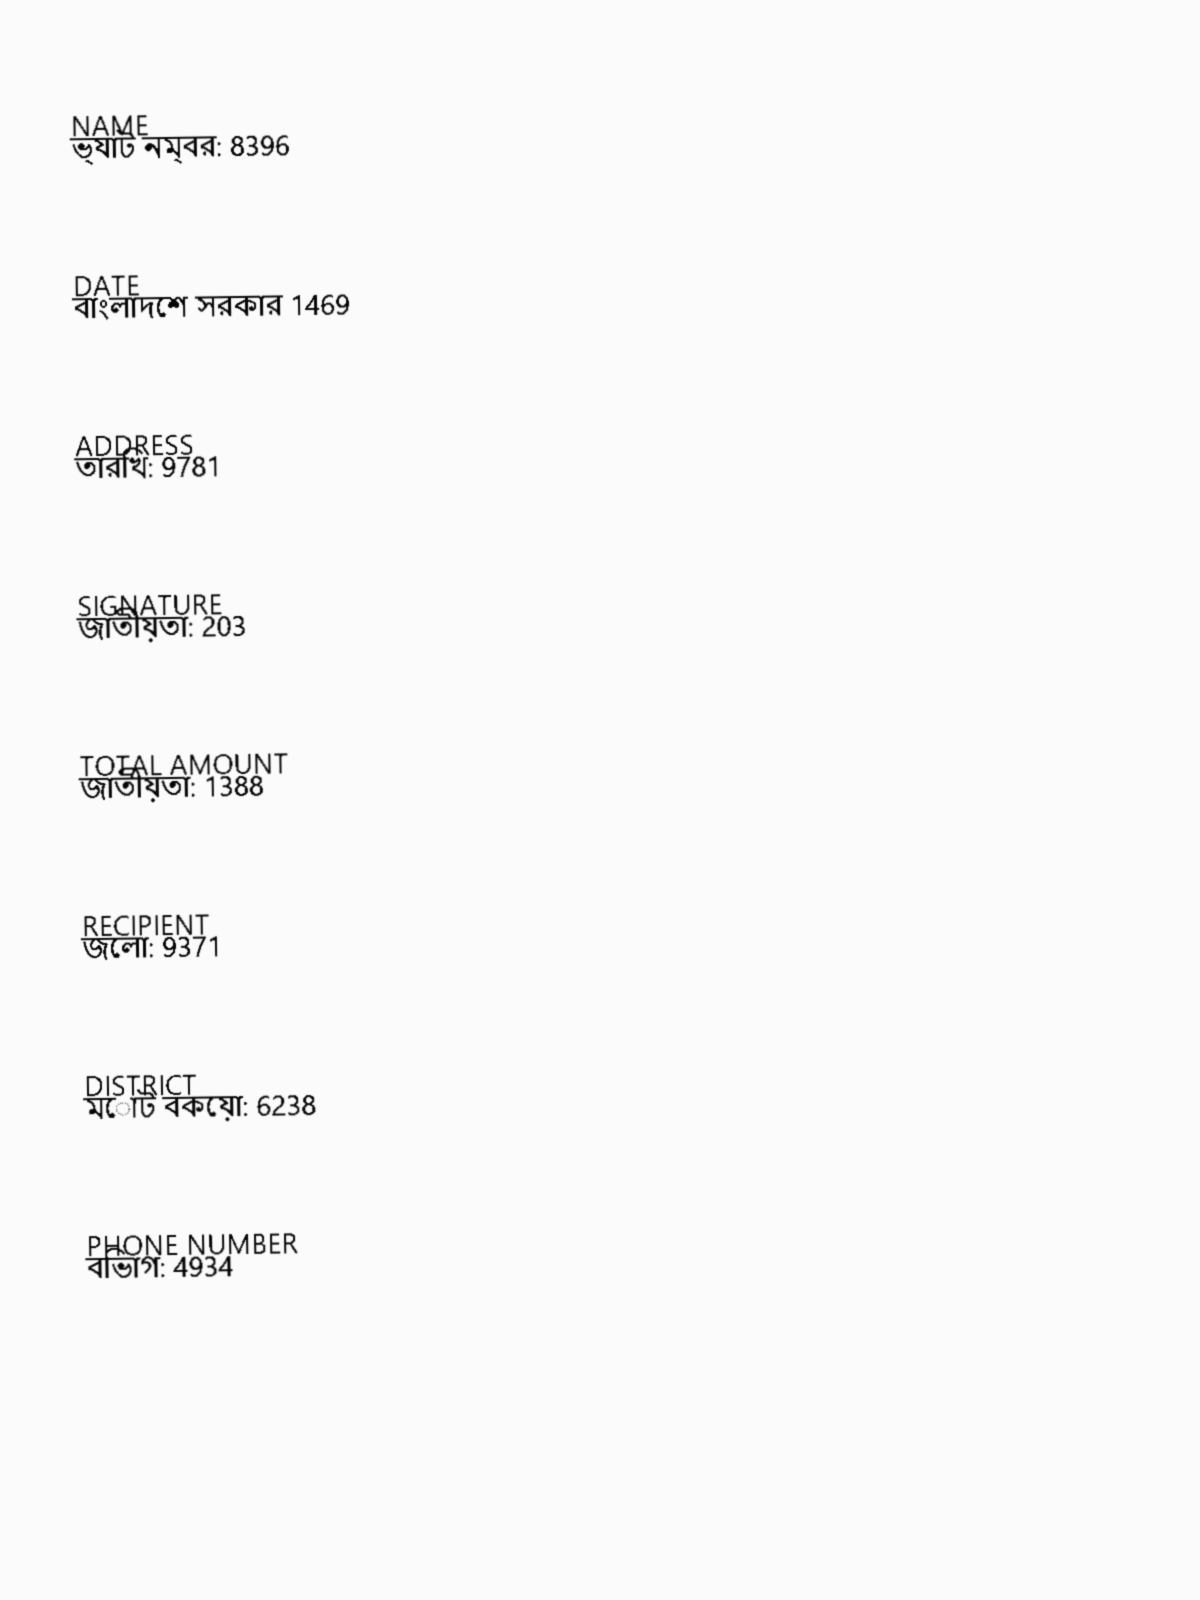 NAME
ভ্যাট নম্বর: 8396
DATE
বাংলাদেশ সরকার 1469
ADDRESS
তারিখ: 9781
SIGNATURE
জাতীয়তা: 203
TOTAL AMOUNT
জাতীয়তা: 1388
RECIPIENT
জেলা: 9371
DISTRICT
মোট বকেয়া: 6238
PHONE NUMBER
বিভাগ: 4934